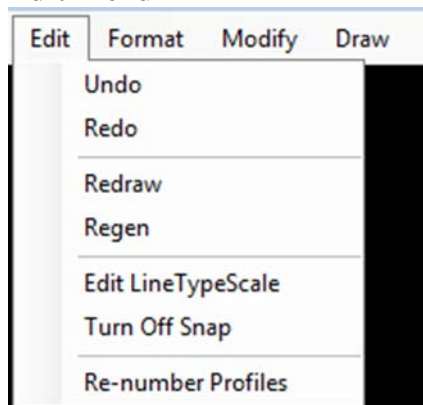 Edit Format Modify Draw
Undo
Redo
Redraw
Regen
Edit LineTypeScale
Turn Off Snap
Re-number Profiles